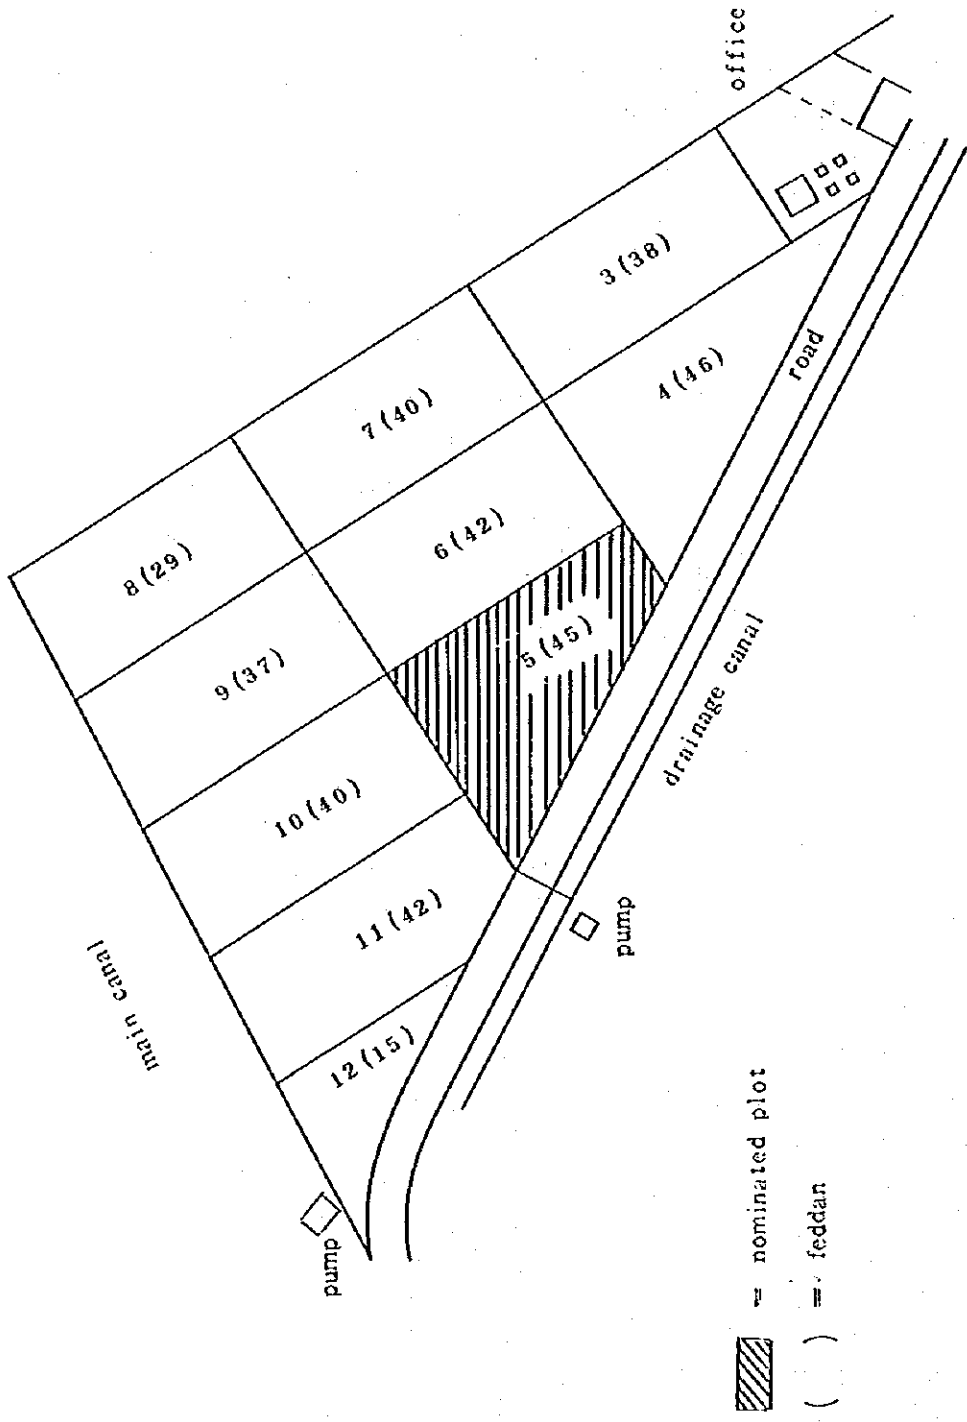 office
3(38)
4(46)
7(40)
6(42)
5(45)
8(29)
9(37)
10(40)
11(42)
12(15)
main canal
road
drainage canal
pump
pump
= nominated plot
( ) = feddan